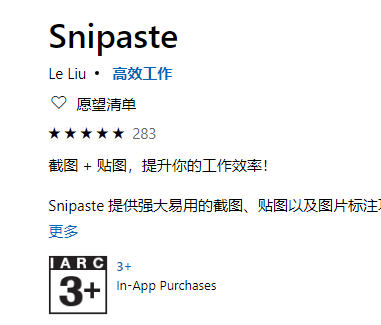 Snipaste
Le Liu • 高效工作
愿望清单
★★★★★ 283
截图 + 贴图，提升你的工作效率！
Snipaste 提供强大易用的截图、贴图以及图片标注
更多
IARC 3+
3+
In-App Purchases